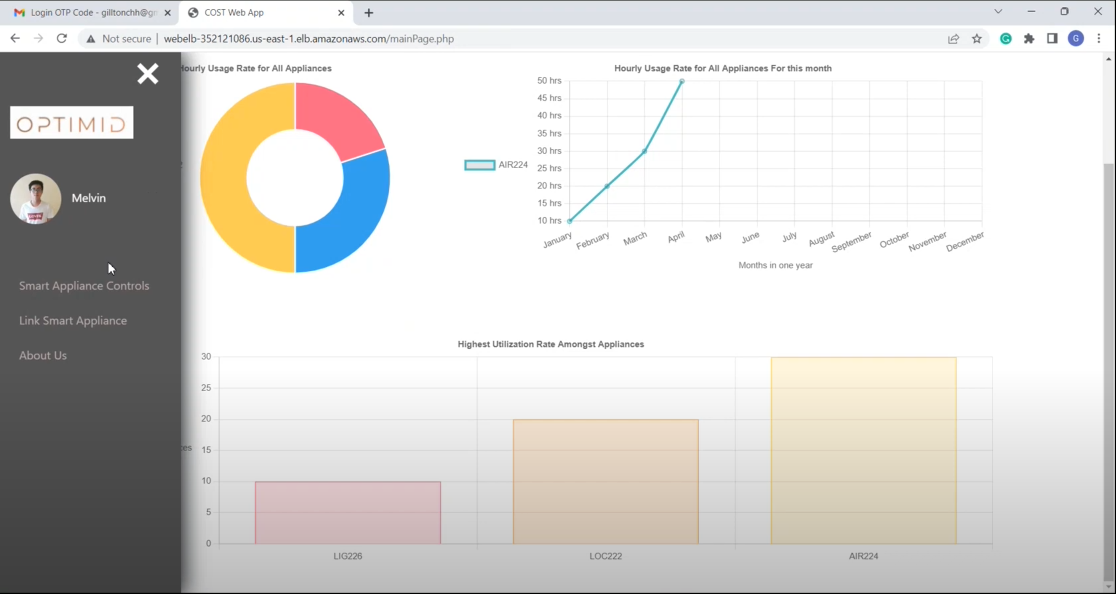 Login OTP Code - gilltonchh@gm
COST Web App
Not secure | webelb-352121086.us-east-1.elb.amazonaws.com/mainPage.php
G
OPTIMID
Melvin
Smart Appliance Controls
Link Smart Appliance
About Us
Hourly Usage Rate for All Appliances
Hourly Usage Rate for All Appliances For this month
AIR224
50 hrs
45 hrs
40 hrs
35 hrs
30 hrs
25 hrs
20 hrs
15 hrs
10 hrs
January
February
March
April
May
June
July
August
September
October
November
December
Months in one year
Highest Utilization Rate Amongst Appliances
30
25
20
15
10
5
0
LIG226
LOC222
AIR224